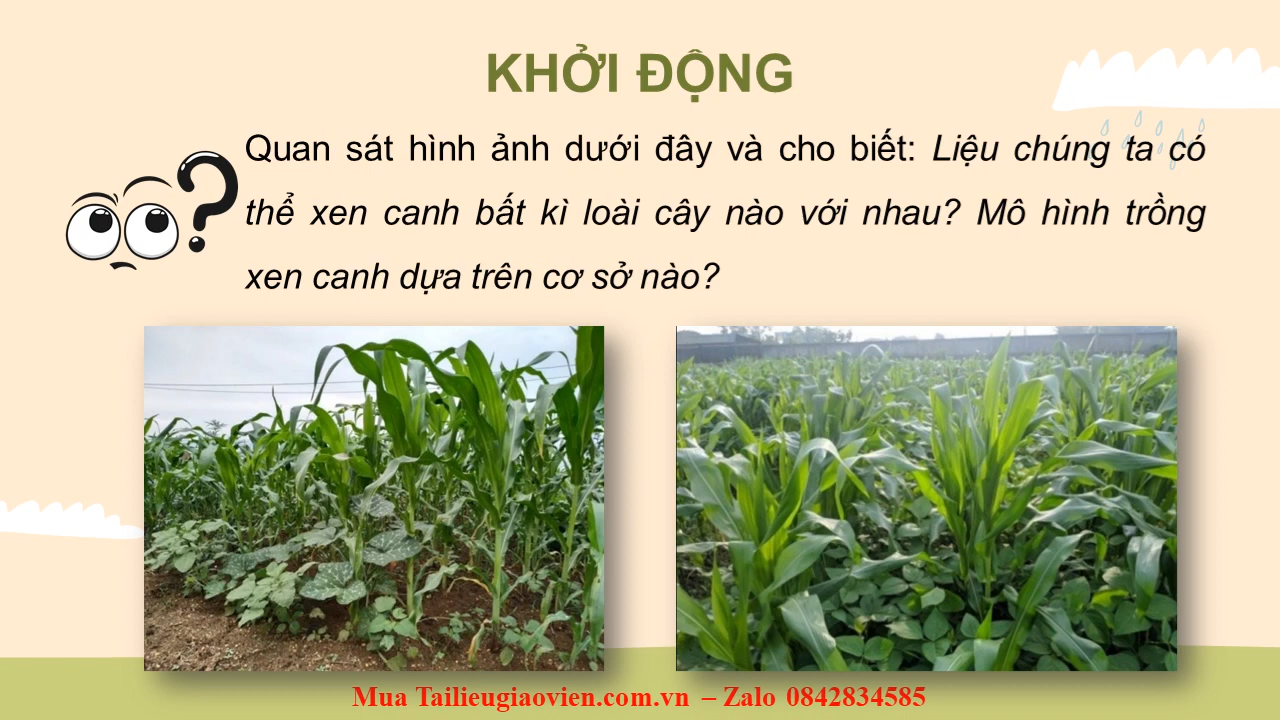 KHỞI ĐỘNG
Quan sát hình ảnh dưới đây và cho biết: Liệu chúng ta có
thể xen canh bất kì loài cây nào với nhau? Mô hình trồng
xen canh dựa trên cơ sở nào?
Mua Tailieugiaovien.com.vn – Zalo 0842834585